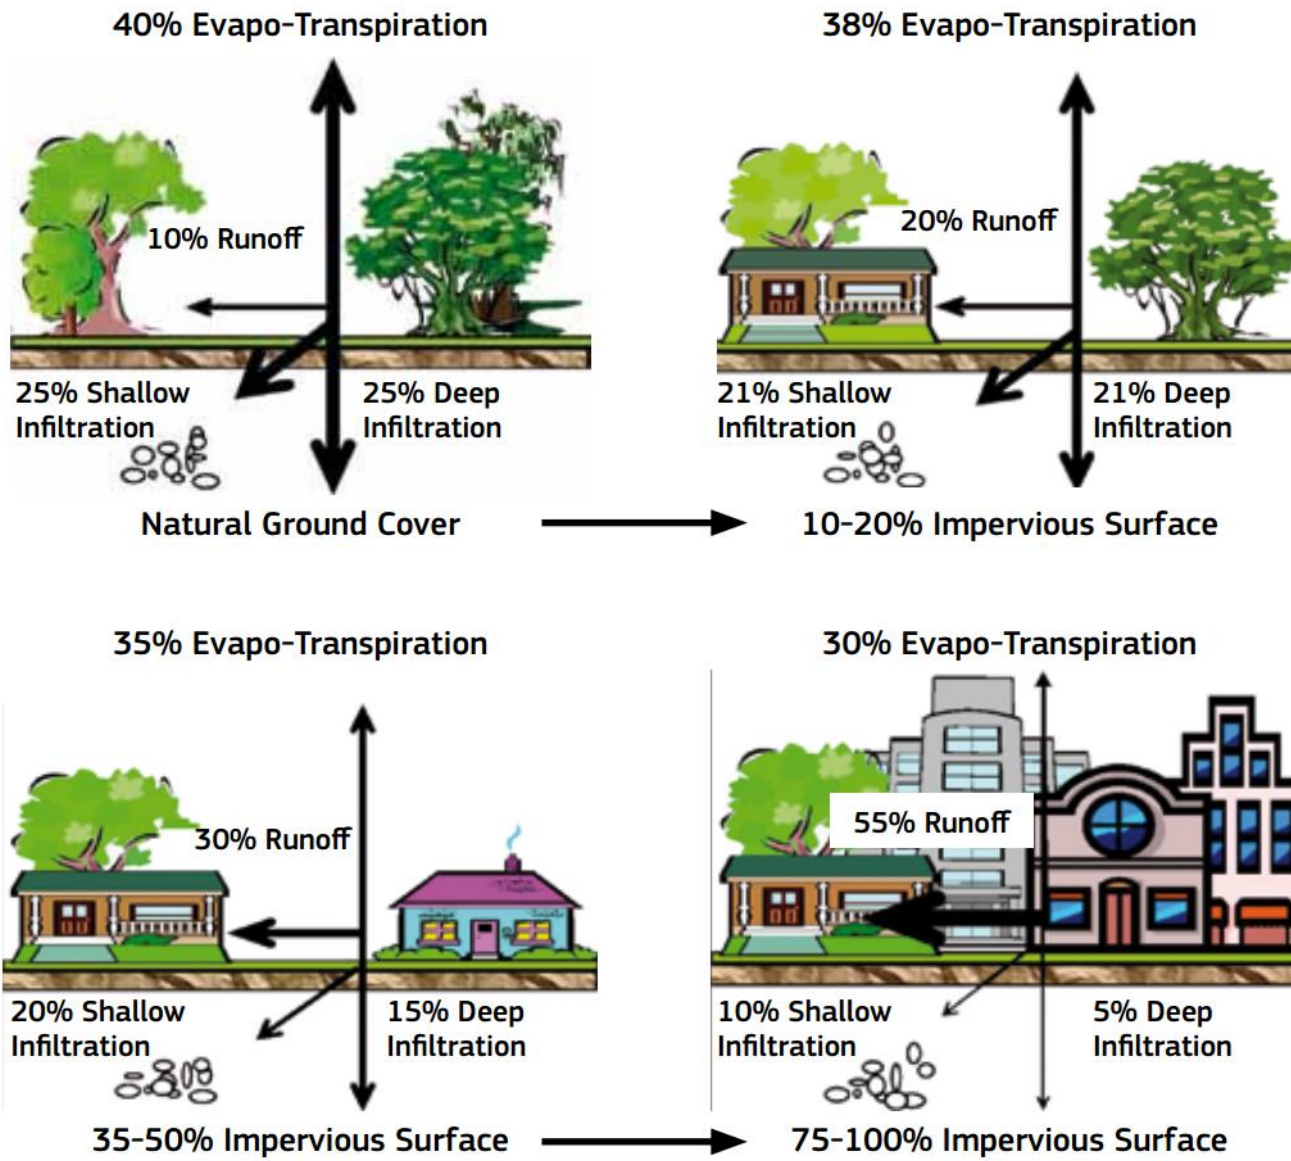 40% Evapo-Transpiration
10% Runoff
25% Shallow
Infiltration
25% Deep
Infiltration
Natural Ground Cover
38% Evapo-Transpiration
20% Runoff
21% Shallow
Infiltration
21% Deep
Infiltration
10-20% Impervious Surface
35% Evapo-Transpiration
30% Runoff
20% Shallow
Infiltration
15% Deep
Infiltration
35-50% Impervious Surface
30% Evapo-Transpiration
55% Runoff
10% Shallow
Infiltration
5% Deep
Infiltration
75-100% Impervious Surface